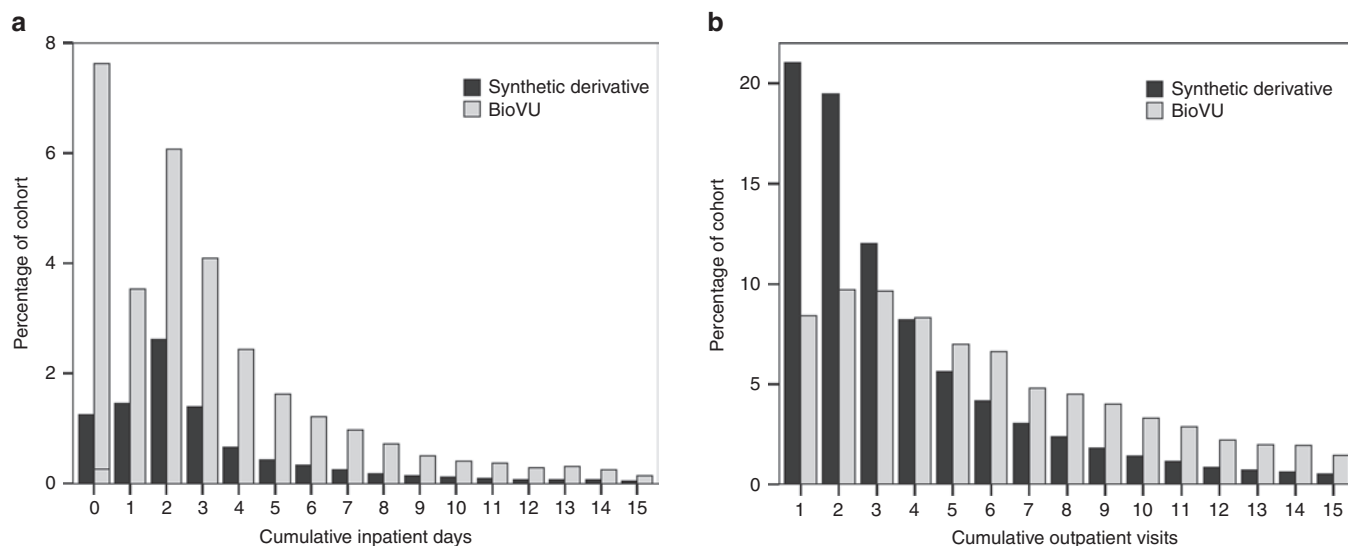 a
8
6
4
2
0
Percentage of cohort
Synthetic derivative
BioVU
0 1 2 3 4 5 6 7 8 9 10 11 12 13 14 15
Cumulative inpatient days
b
20
15
10
5
0
Percentage of cohort
Synthetic derivative
BioVU
1 2 3 4 5 6 7 8 9 10 11 12 13 14 15
Cumulative outpatient visits